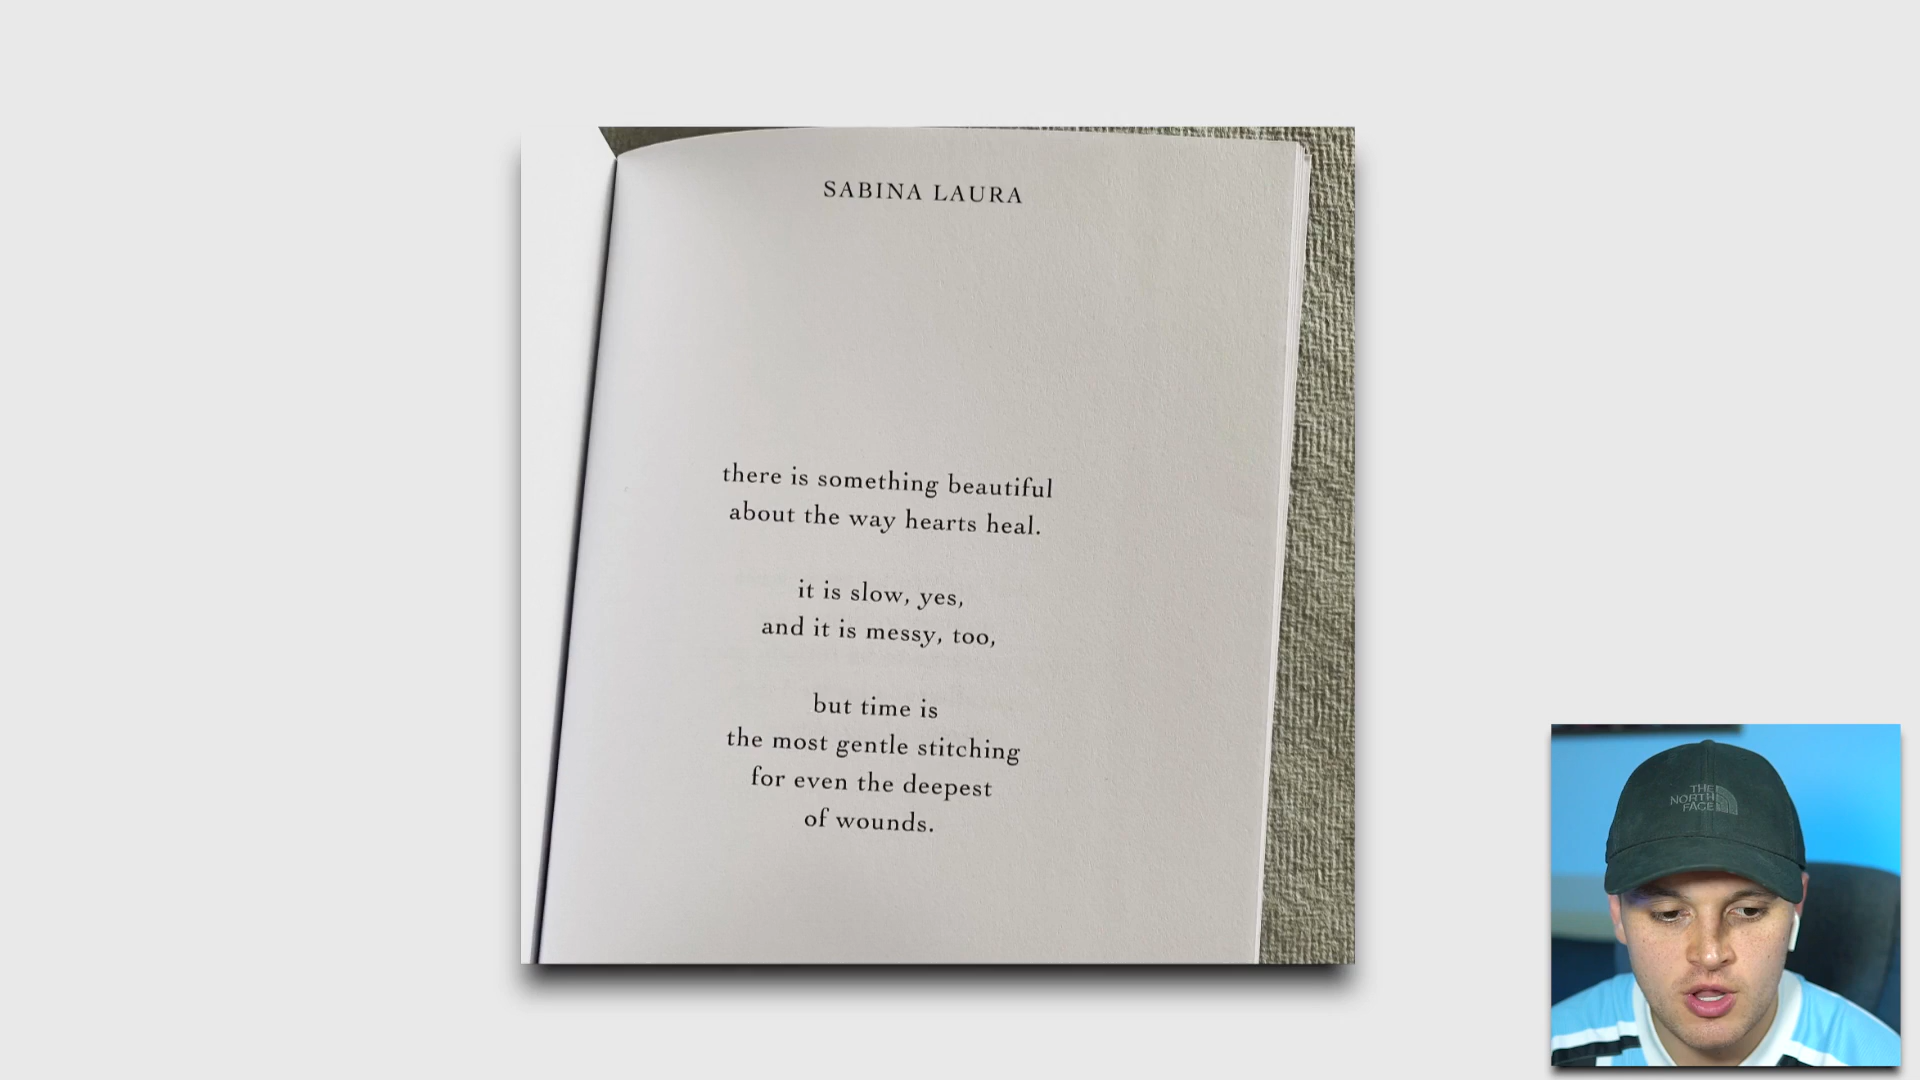 SABINA LAURA
there is something beautiful
about the way hearts heal.
it is slow, yes,
and it is messy, too,
but time is
the most gentle stitching
for even the deepest
of wounds.
THE
NORTH
FACE